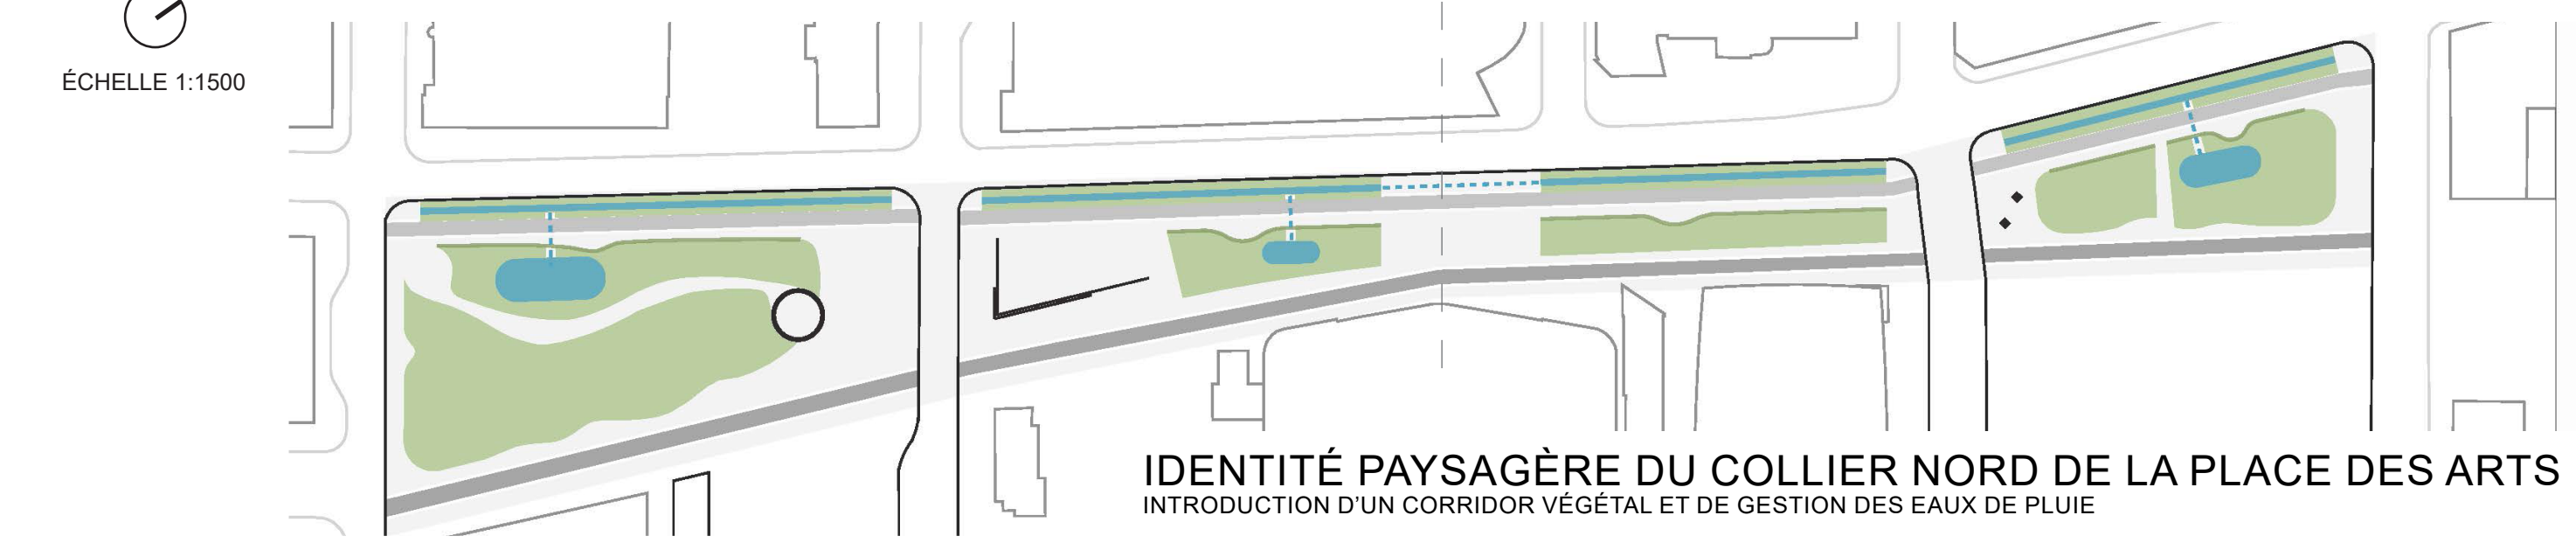 ÉCHELLE 1:1500
IDENTITÉ PAYSAGÈRE DU COLLIER NORD DE LA PLACE DES ARTS
INTRODUCTION D'UN CORRIDOR VÉGÉTAL ET DE GESTION DES EAUX DE PLUIE